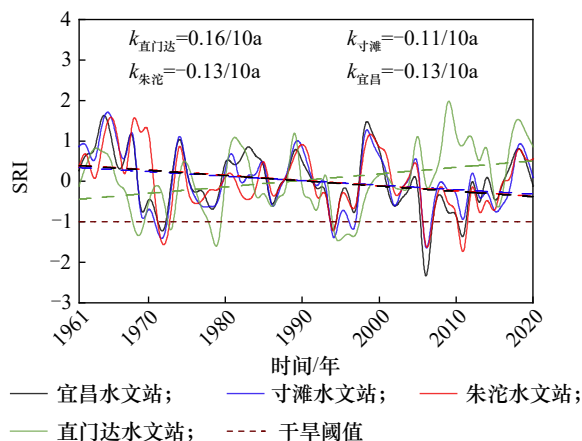 k直门达=0.16/10a k寸滩=−0.11/10a
k朱沱=−0.13/10a k宜昌=−0.13/10a
SRI
4
3
2
1
0
−1
−2
−3
1961 1970 1980 1990 2000 2010 2020
时间/年
宜昌水文站; 寸滩水文站; 朱沱水文站;
直门达水文站; 干旱阈值